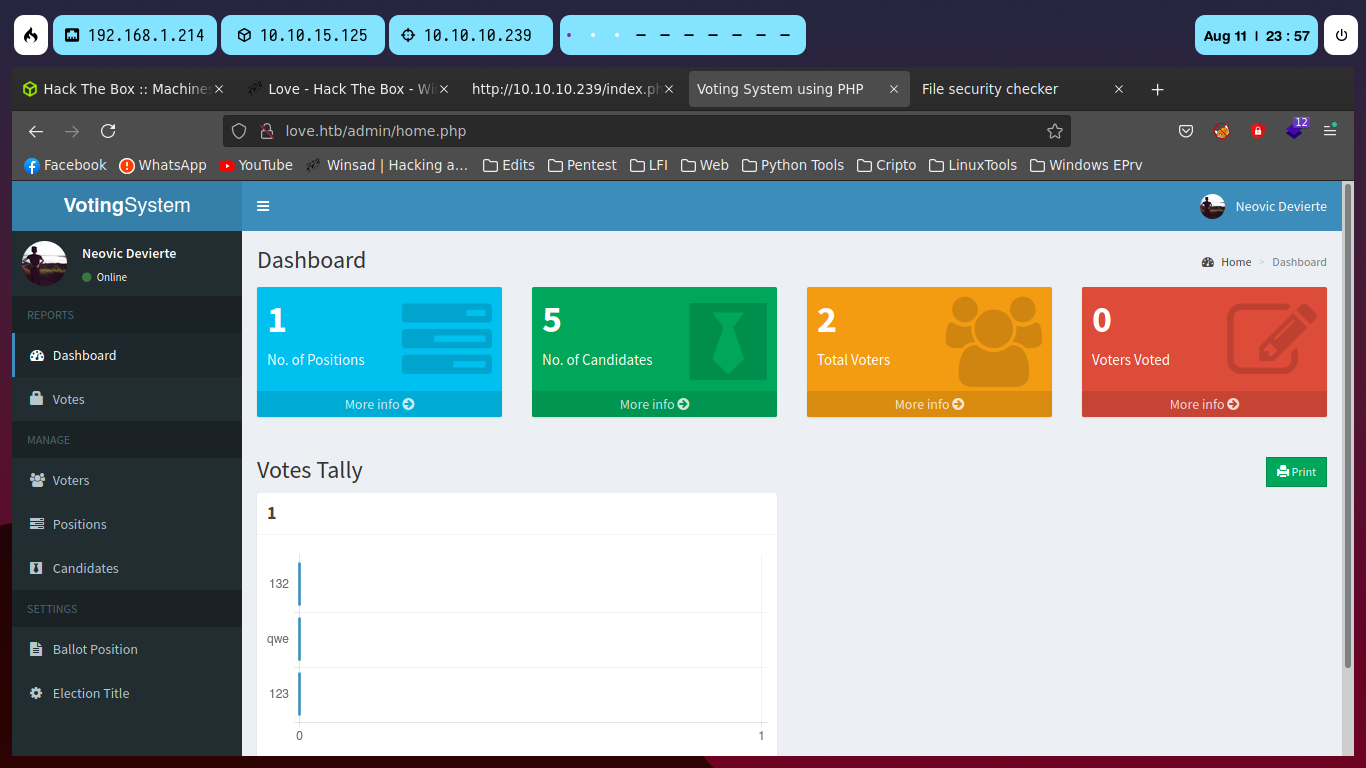 192.168.1.214 10.10.15.125 10.10.10.239 Aug 11 | 23 : 57
Hack The Box :: Machines Love - Hack The Box - Wi http://10.10.10.239/index.ph Voting System using PHP File security checker
love.htb/admin/home.php 12
Facebook WhatsApp YouTube Winsad | Hacking a... Edits Pentest LFI Web Python Tools Cripto LinuxTools Windows EPrv
VotingSystem Neovic Devierte
Neovic Devierte
Online
Dashboard Home > Dashboard
REPORTS
Dashboard
Votes
MANAGE
Voters
Positions
Candidates
SETTINGS
Ballot Position
Election Title
1
No. of Positions
More info
5
No. of Candidates
More info
2
Total Voters
More info
0
Voters Voted
More info
Votes Tally Print
1
132
qwe
123
0 1